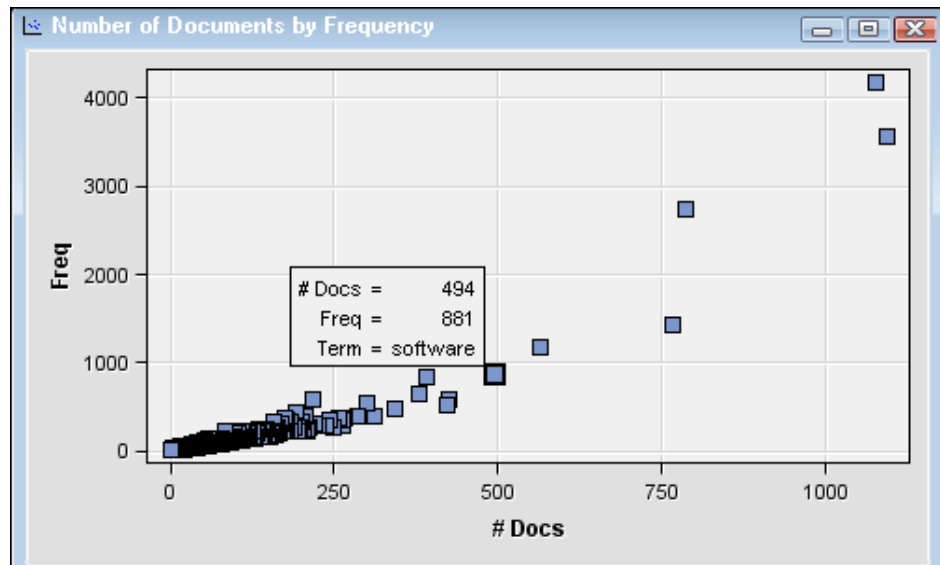 Number of Documents by Frequency
4000
3000
2000
1000
0
Freq
# Docs = 494
Freq = 881
Term = software
0 250 500 750 1000
# Docs